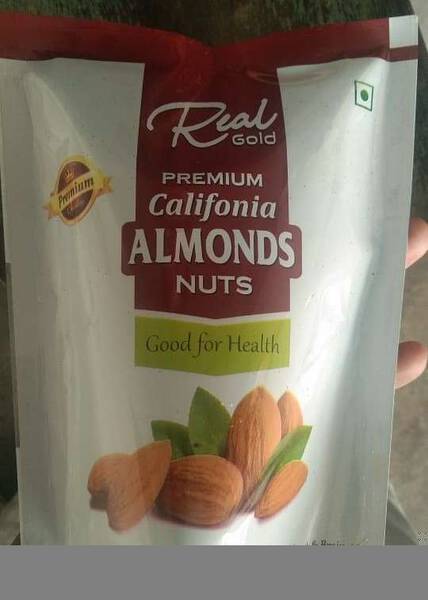 Real
Gold
Premium
PREMIUM
Califonia
ALMONDS
NUTS
Good for Health